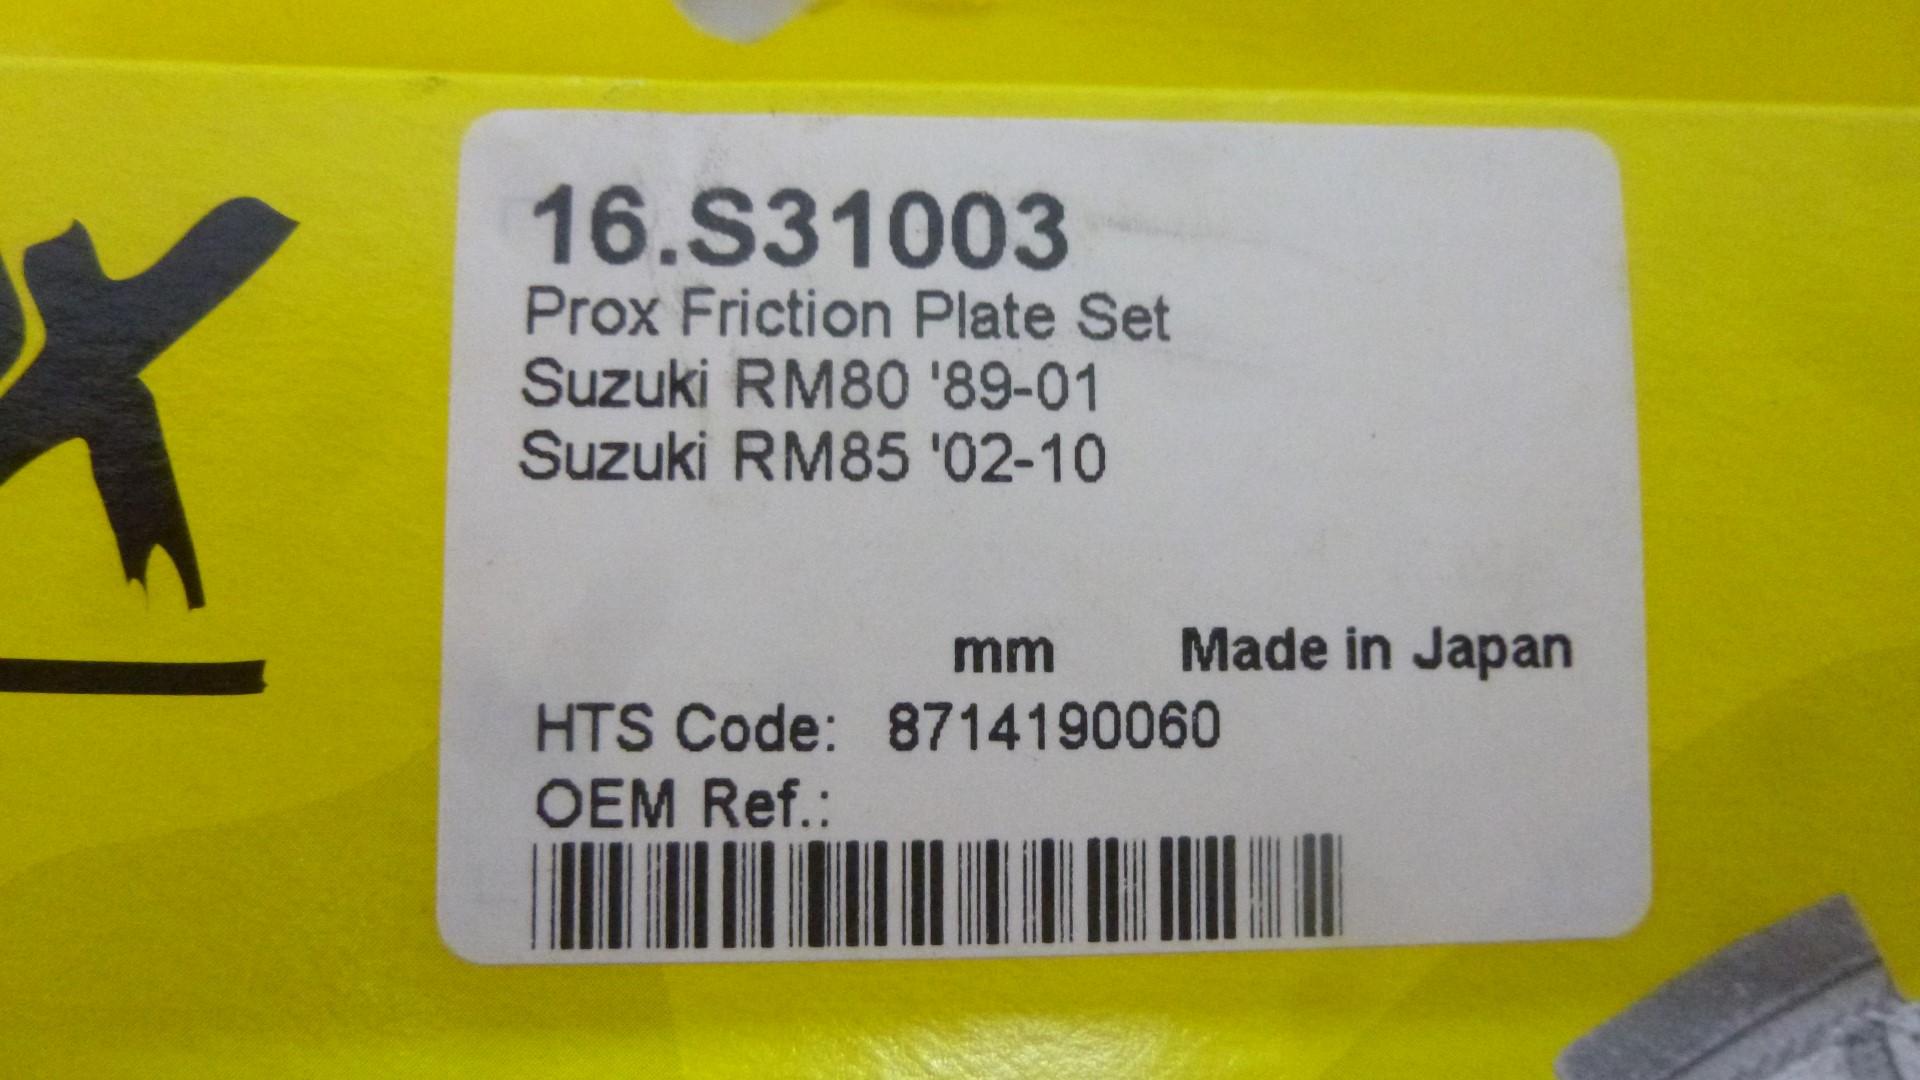 16.S31003
Prox Friction Plate Set
Suzuki RM80 '89-01
Suzuki RM85 '02-10
mm Made in Japan
HTS Code: 8714190060
OEM Ref.:
X